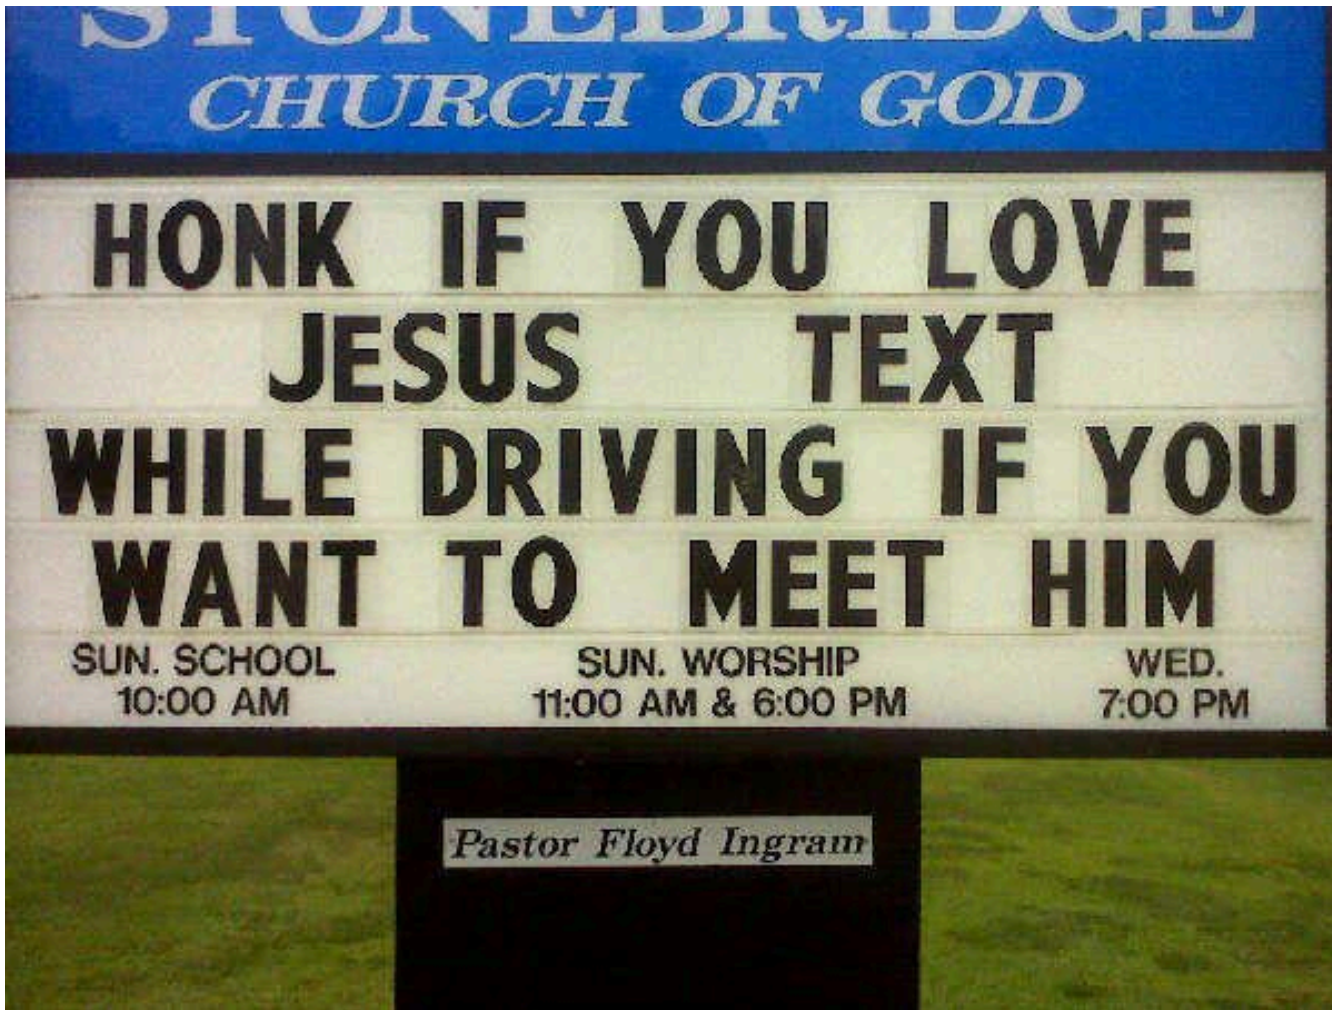 STONEBRIDGE
CHURCH OF GOD
HONK IF YOU LOVE
JESUS TEXT
WHILE DRIVING IF YOU
WANT TO MEET HIM
SUN. SCHOOL SUN. WORSHIP WED.
10:00 AM 11:00 AM & 6:00 PM 7:00 PM
Pastor Floyd Ingram